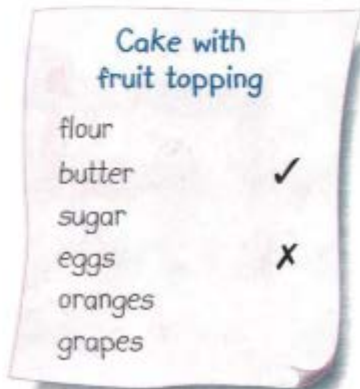 Cake with
fruit topping
flour
butter ✓
sugar
eggs ✗
oranges
grapes